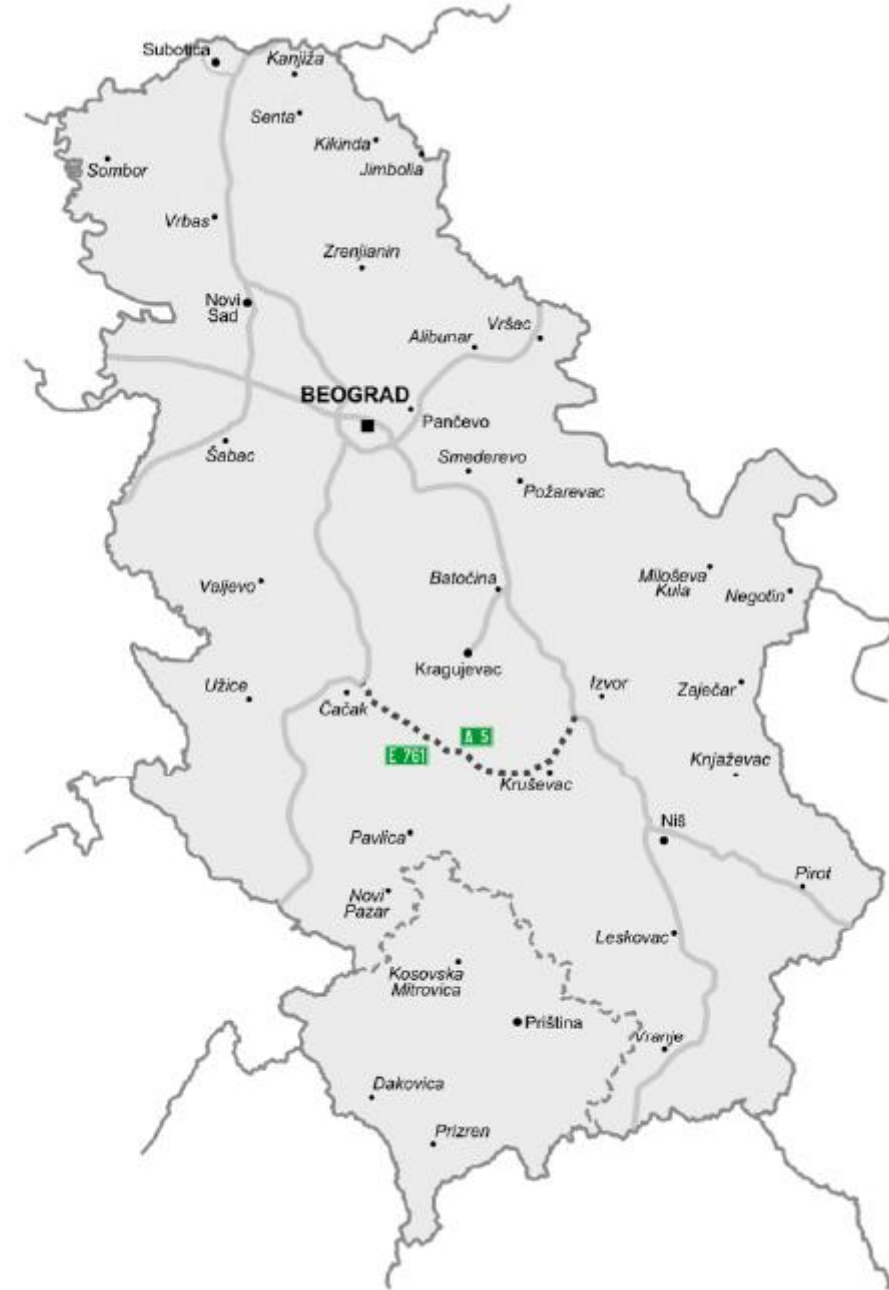 Subotica
Kanjiža
Senta
Kikinda
Jimbolia
Sombor
Vrbas
Zrenjianin
Novi
Sad
Alibunar
Vršac
BEOGRAD
Pančevo
Šabac
Smederevo
Požarevac
Valjevo
Batočina
Miloševa
Kula
Negotin
Kragujevac
Užice
Čačak
Izvor
Zaječar
A 5
E 761
Kruševac
Knjaževac
Niš
Pavlica
Pirot
Novi
Pazar
Leskovac
Kosovska
Mitrovica
Priština
Vranje
Dakovica
Prizren